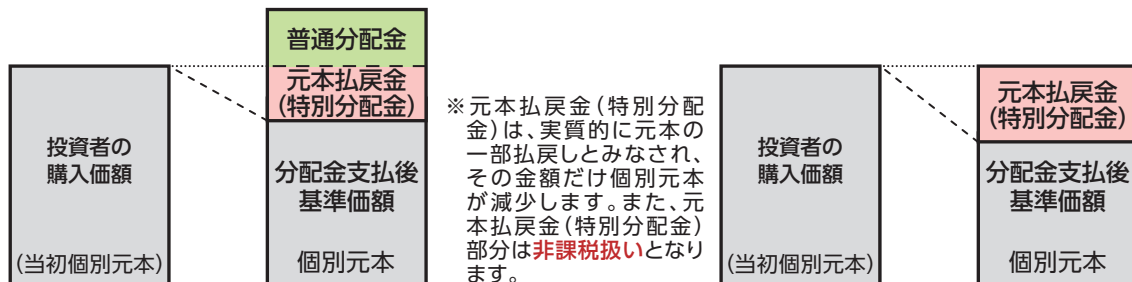 普通分配金
元本払戻金
(特別分配金)
投資者の
購入価額
(当初個別元本)
分配金支払後
基準価額
個別元本
※元本払戻金(特別分配
金)は、実質的に元本の
一部払戻しとみなされ、
その金額だけ個別元本
が減少します。また、元
本払戻金(特別分配金)
部分は非課税扱いとなり
ます。
投資者の
購入価額
(当初個別元本)
元本払戻金
(特別分配金)
分配金支払後
基準価額
個別元本